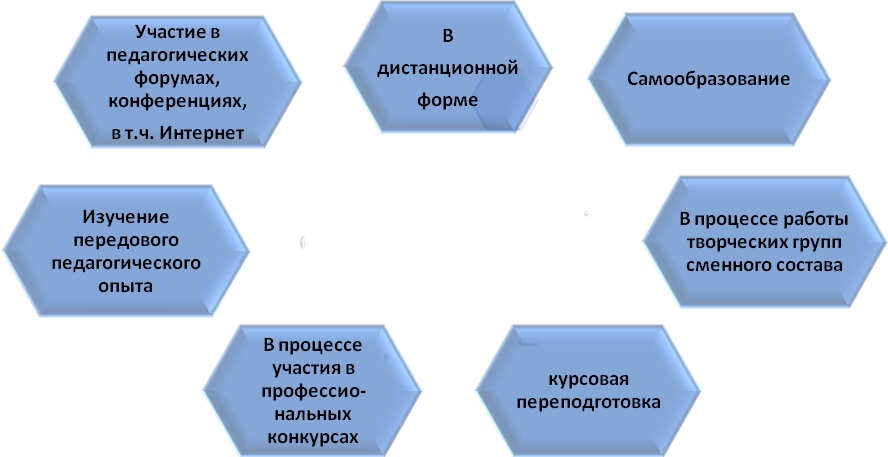 Участие в
педагогических
форумах,
конференциях,
в т.ч. Интернет
В
дистанционной
форме
Самообразование
Изучение
передового
педагогического
опыта
В процессе работы
творческих групп
сменного состава
В процессе
участия в
профессио-
нальных
конкурсах
курсовая
переподготовка